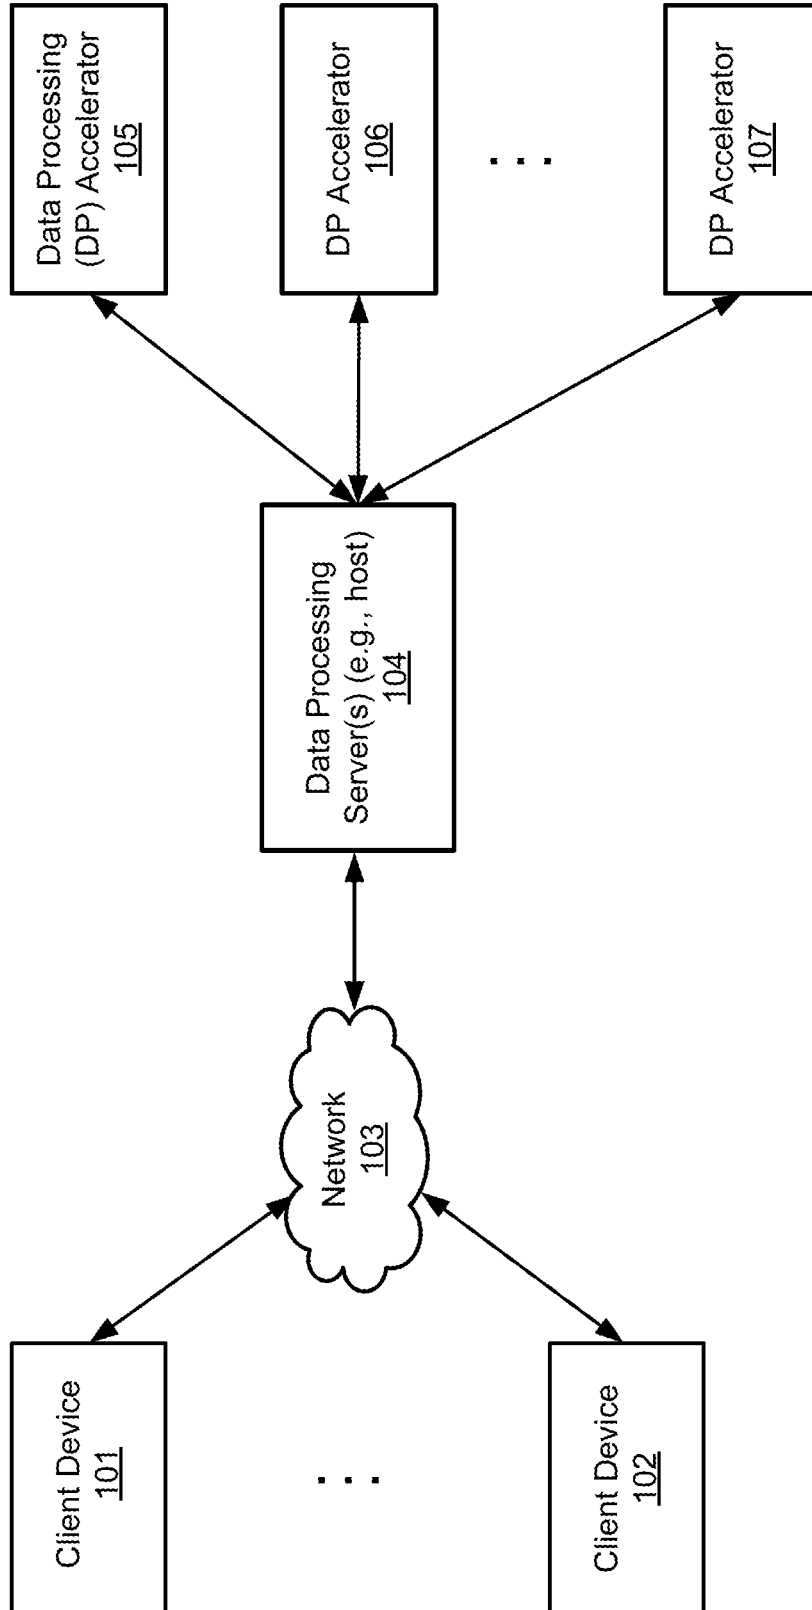 Client Device
101
. . .
Client Device
102
Network
103
Data Processing
Server(s) (e.g., host)
104
Data Processing
(DP) Accelerator
105
DP Accelerator
106
. . .
DP Accelerator
107